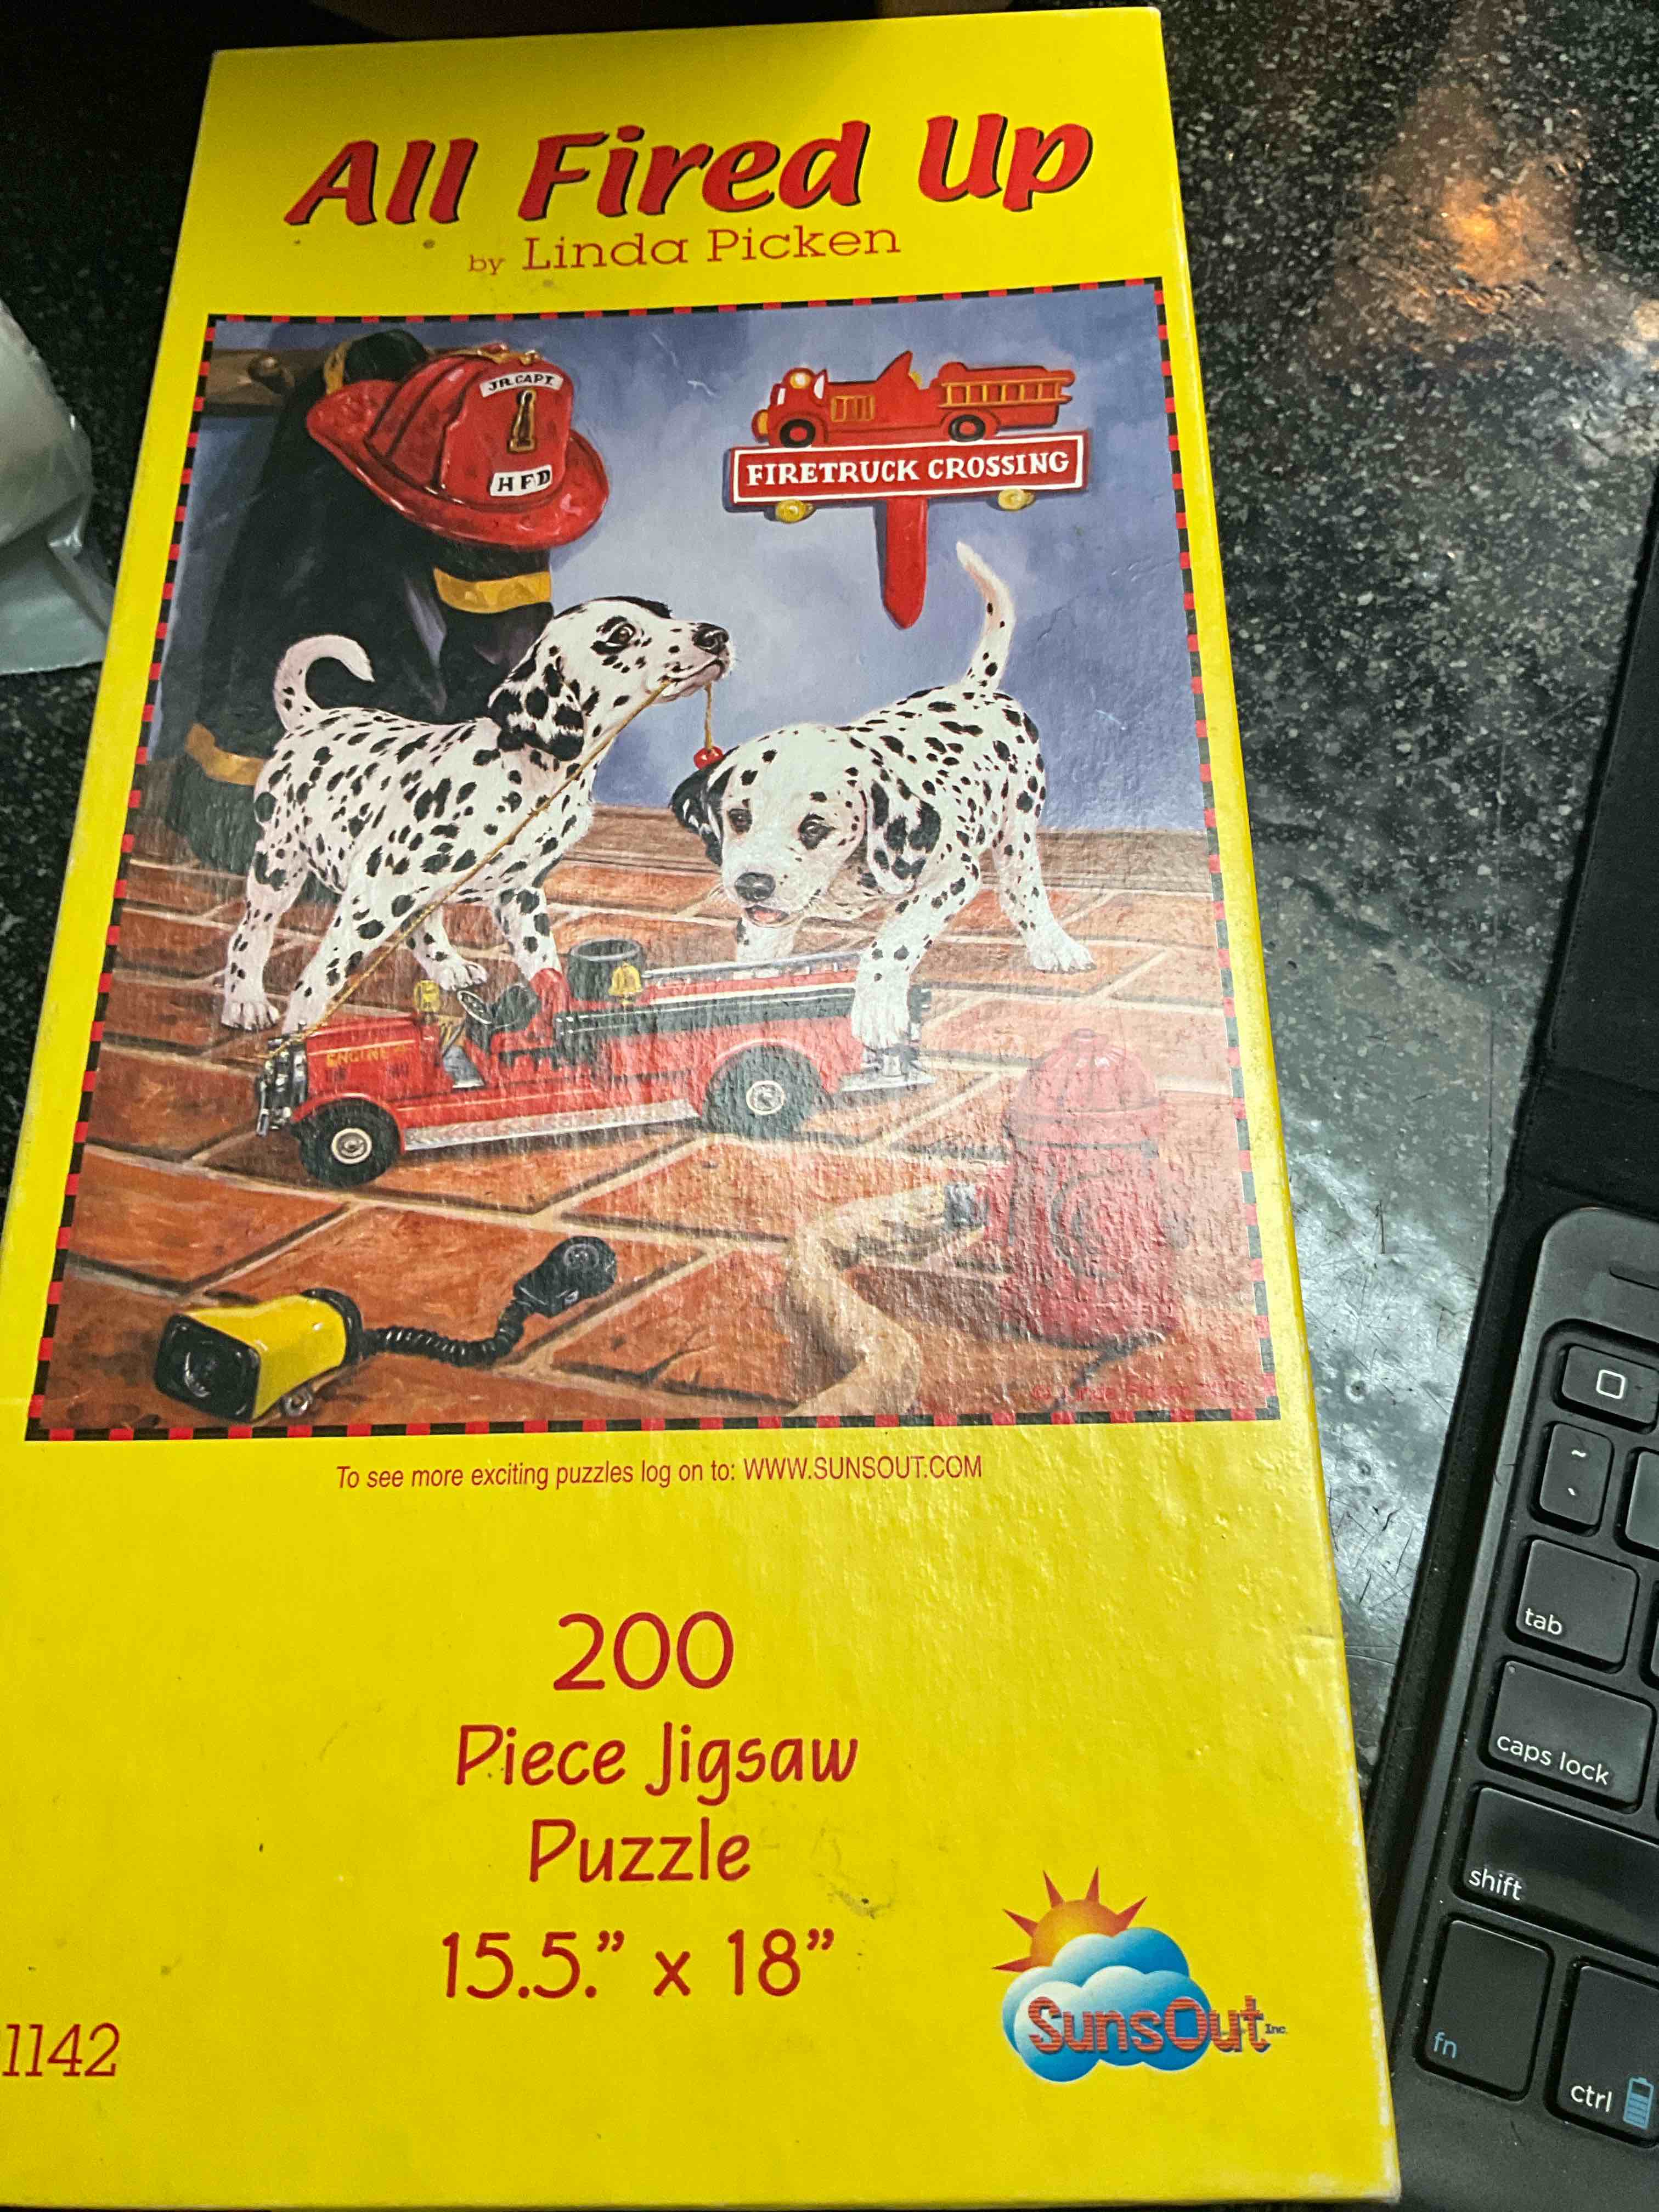 All Fired Up
by Linda Picken
JR. CAPT.
1
HFD
FIRETRUCK CROSSING
ENGINE
To see more exciting puzzles log on to: WWW.SUNSOUT.COM
200
Piece Jigsaw
Puzzle
15.5.” x 18”
SunsOut Inc.
1142
~
tab
caps lock
shift
fn
ctrl